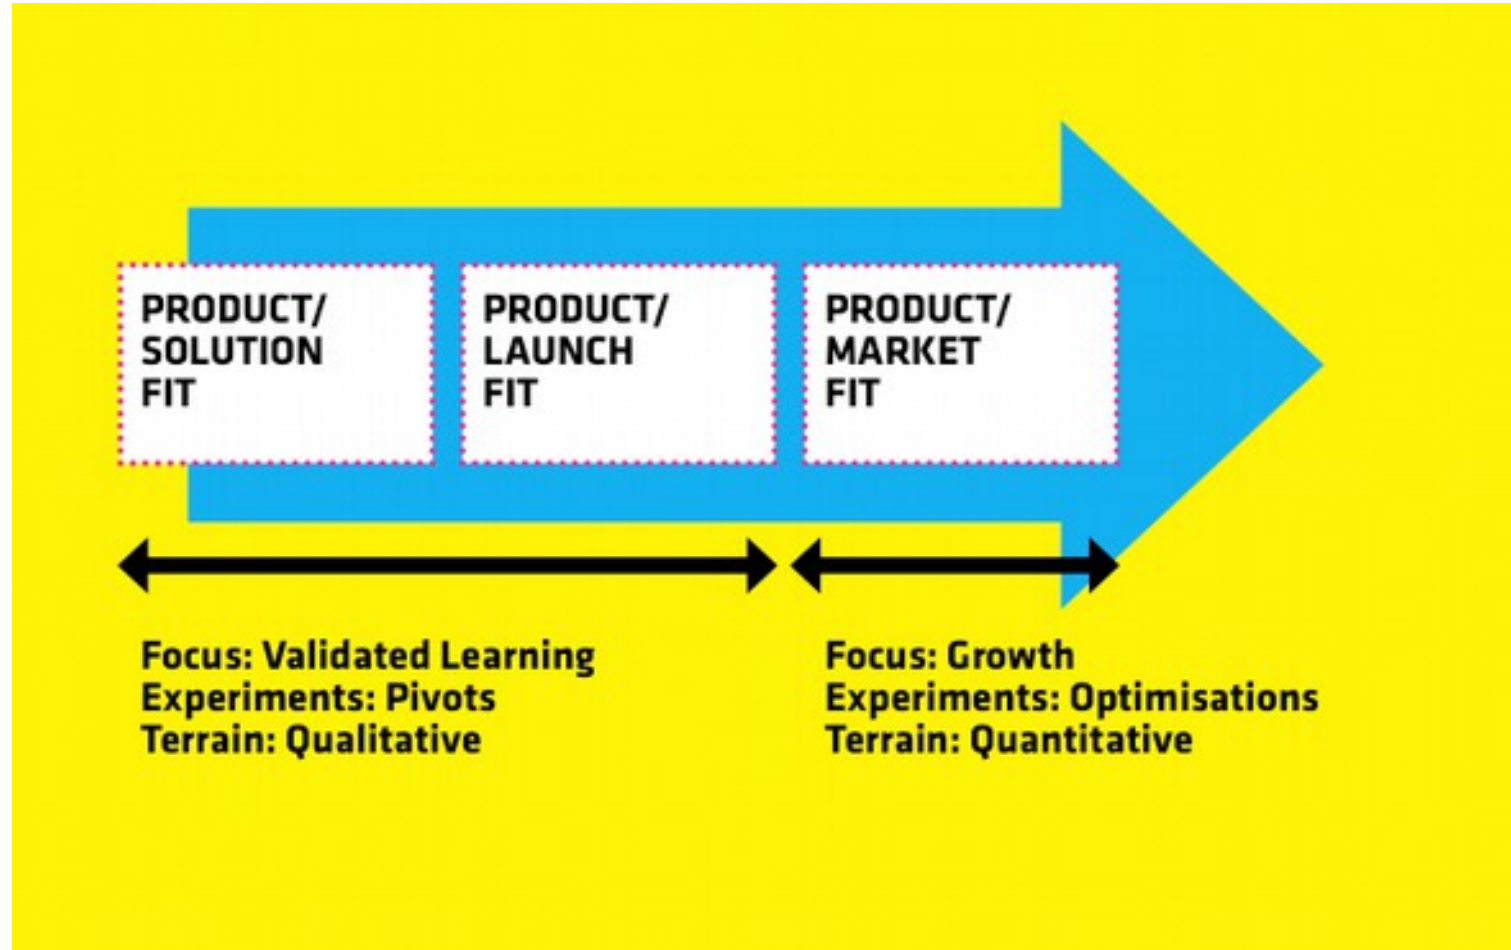 PRODUCT/
SOLUTION
FIT
PRODUCT/
LAUNCH
FIT
PRODUCT/
MARKET
FIT
Focus: Validated Learning
Experiments: Pivots
Terrain: Qualitative
Focus: Growth
Experiments: Optimisations
Terrain: Quantitative